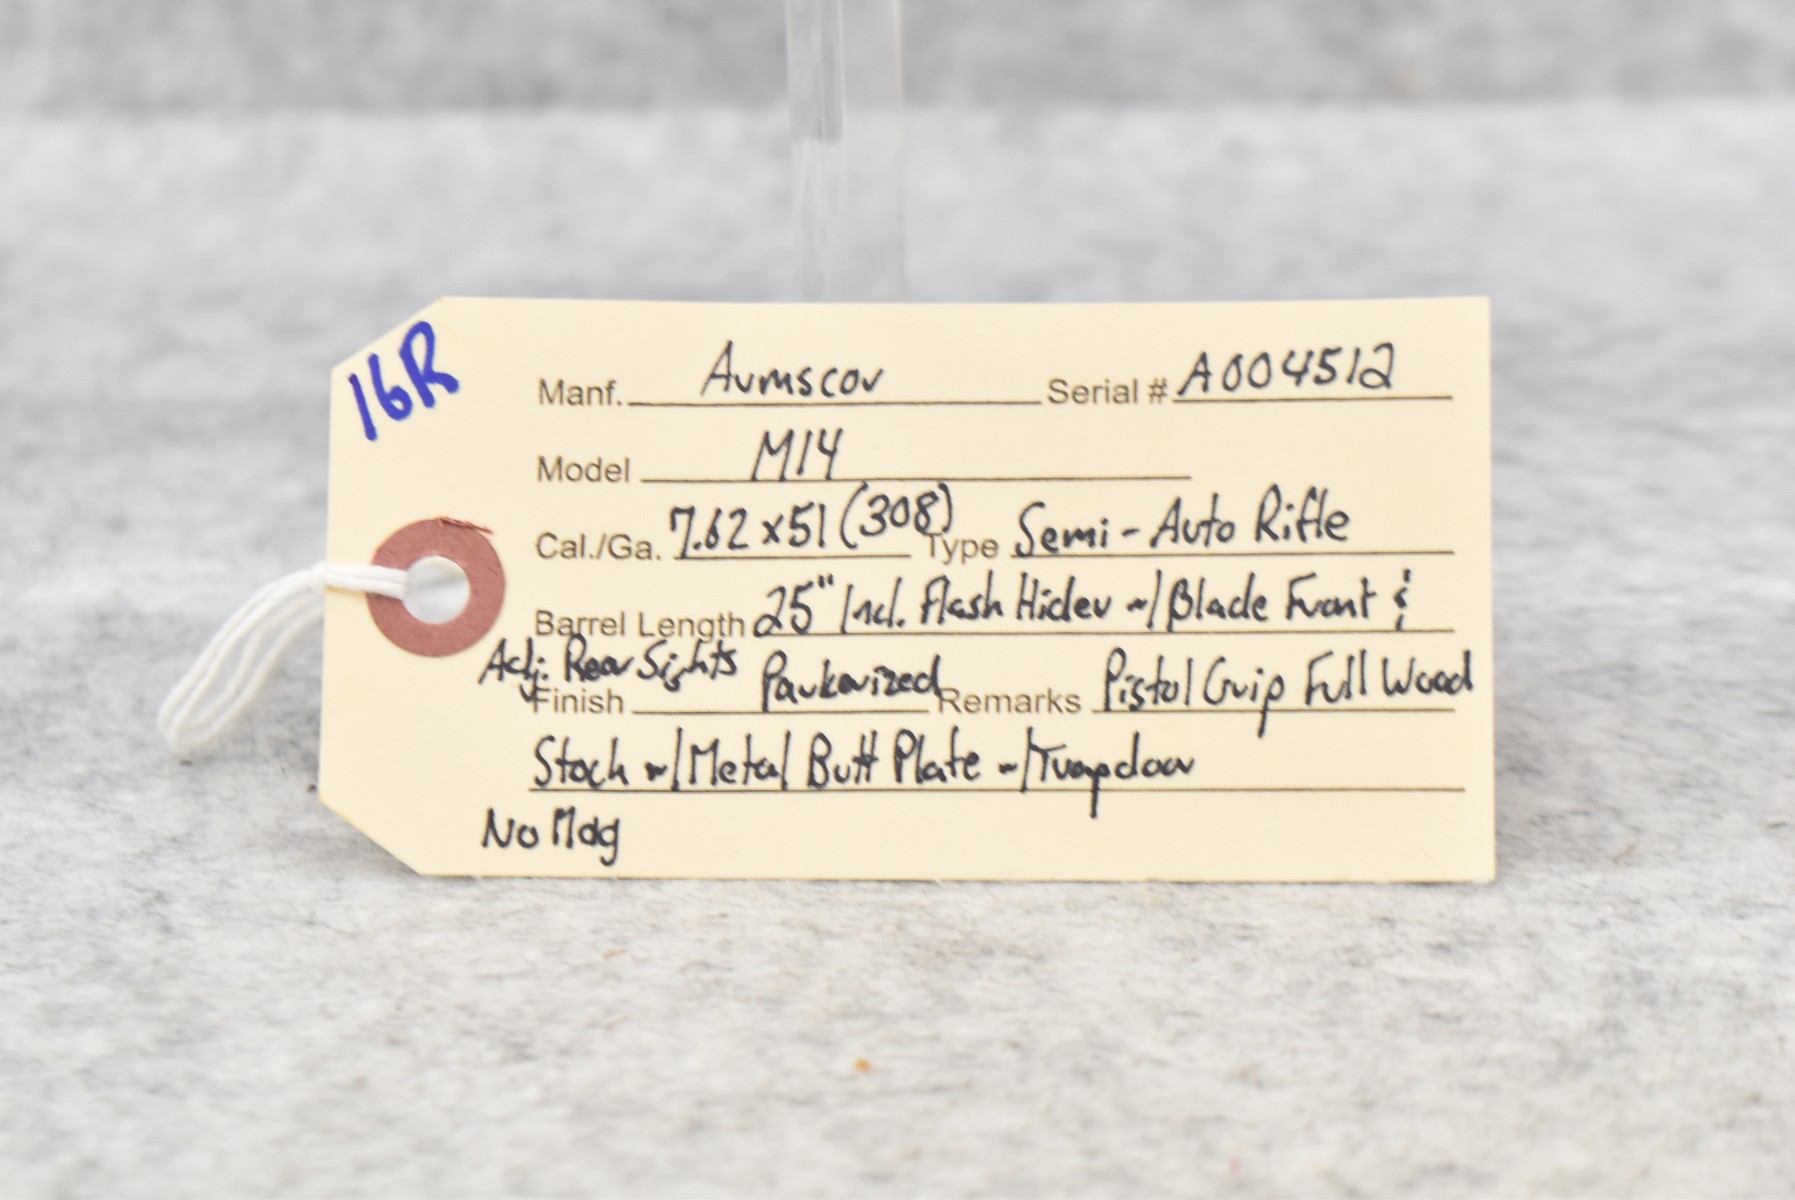 16R
Manf. Armscor Serial # A004512
Model M14
Cal./Ga. 7.62x51 (308) Type Semi-Auto Rifle
Barrel Length 25" Incl. Flash Hider w/Blade Front &
Adj. Rear Sights
Finish Parkerized Remarks Pistol Grip Full Wood
Stock w/Metal Butt Plate w/Trapdoor
No Mag